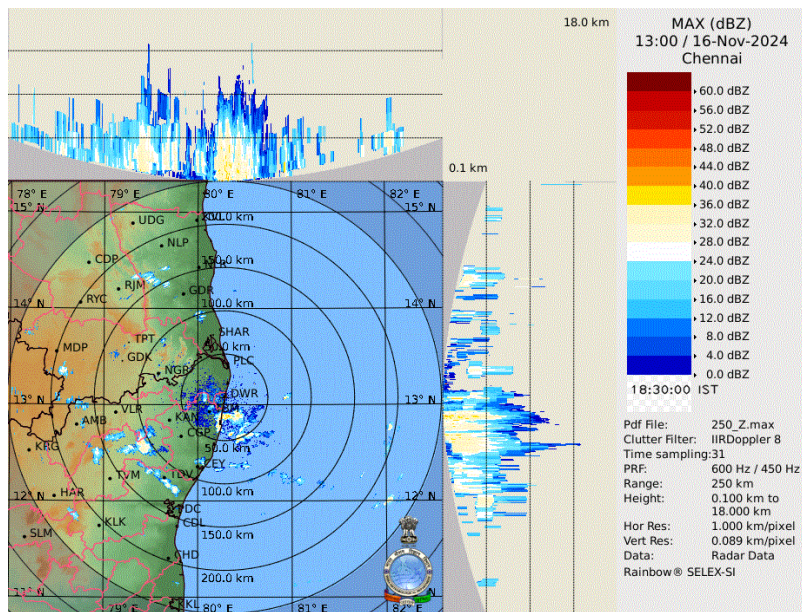 18.0 km
0.1 km
MAX (dBZ)
13:00 / 16-Nov-2024
Chennai
60.0 dBZ
56.0 dBZ
52.0 dBZ
48.0 dBZ
44.0 dBZ
40.0 dBZ
36.0 dBZ
32.0 dBZ
28.0 dBZ
24.0 dBZ
20.0 dBZ
16.0 dBZ
12.0 dBZ
8.0 dBZ
4.0 dBZ
0.0 dBZ
18:30:00 IST
Pdf File: 250_Z.max
Clutter Filter: IIRDoppler 8
Time sampling:31
PRF: 600 Hz / 450 Hz
Range: 250 km
Height: 0.100 km to
18.000 km
Hor Res: 1.000 km/pixel
Vert Res: 0.089 km/pixel
Data: Radar Data
Rainbow® SELEX-SI
78° E 79° E 80° E 81° E 82° E
15° N 15° N
UDG
NLP
CDP
150.0 km
RJM
GDR
RYC
14° N 100.0 km 14° N
SHAR
TPT
MDP
GDK
PLC
NGR
DWR
13° N 13° N
VLR
KAN
AMB
CGP
KRG
50.0 km
TVM
TDV
100.0 km
HAR
12° N 12° N
CDL
KLK
150.0 km
SLM
CHD
200.0 km
11° N 11° N
79° E 80° E 81° E
KKL